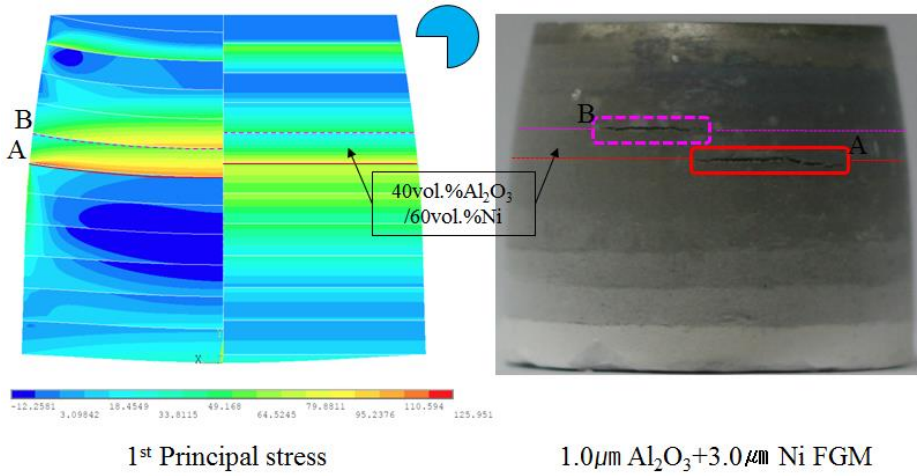 B
A
40vol.%Al₂O₃
/60vol.%Ni
B
A
X
-12.2581 18.4549 49.168 79.8811 110.594
3.09842 33.8115 64.5245 95.2376 125.951
1st Principal stress
1.0㎛ Al₂O₃+3.0㎛ Ni FGM